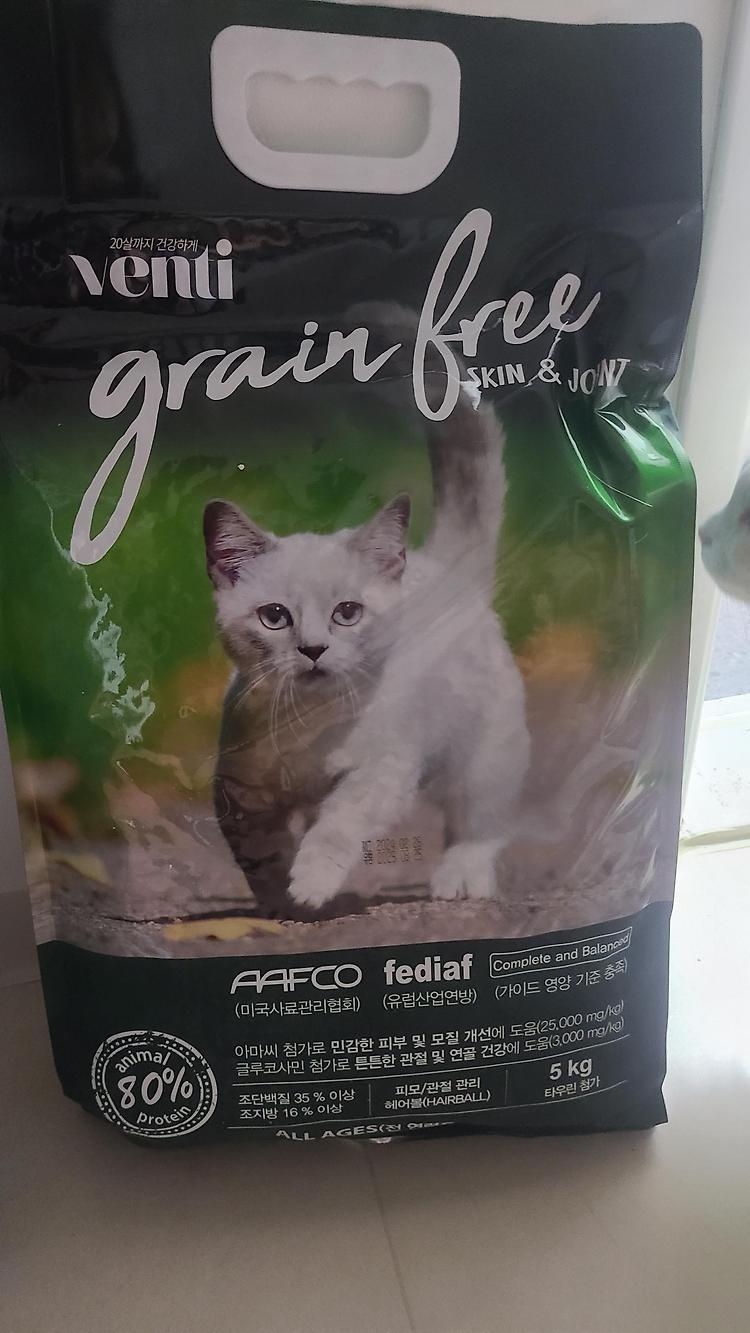 20살까지 건강하게
venti
grain free
SKIN & JOINT
2024 02 26
2025
AAFCO
(미국사료관리협회)
fediaf
(유럽산업연방)
Complete and Balanced
(가이드 영양 기준 충족)
아마씨 첨가로 민감한 피부 및 모질 개선에 도움(25,000 mg/kg)
글루코사민 첨가로 튼튼한 관절 및 연골 건강에 도움(3,000 mg/kg)
animal
80%
protein
조단백질 35 % 이상
조지방 16 % 이상
피모/관절 관리
헤어볼(HAIRBALL)
5 kg
타우린 첨가
ALL AGES(전